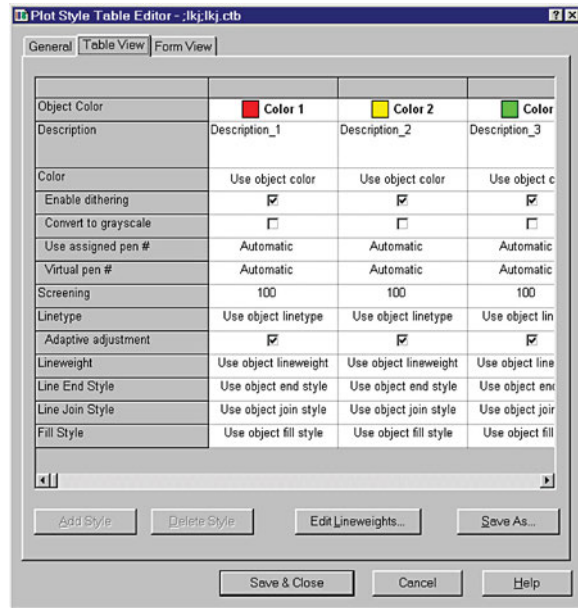 Plot Style Table Editor - ;lkj;lkj.ctb
General Table View Form View
Object Color Color 1 Color 2 Color
Description Description_1 Description_2 Description_3
Color Use object color Use object color Use object c
Enable dithering
Convert to grayscale
Use assigned pen # Automatic Automatic Automatic
Virtual pen # Automatic Automatic Automatic
Screening 100 100 100
Linetype Use object linetype Use object linetype Use object lin
Adaptive adjustment
Lineweight Use object lineweight Use object lineweight Use object line
Line End Style Use object end style Use object end style Use object end
Line Join Style Use object join style Use object join style Use object join
Fill Style Use object fill style Use object fill style Use object fill
Add Style Delete Style Edit Lineweights... Save As...
Save & Close Cancel Help